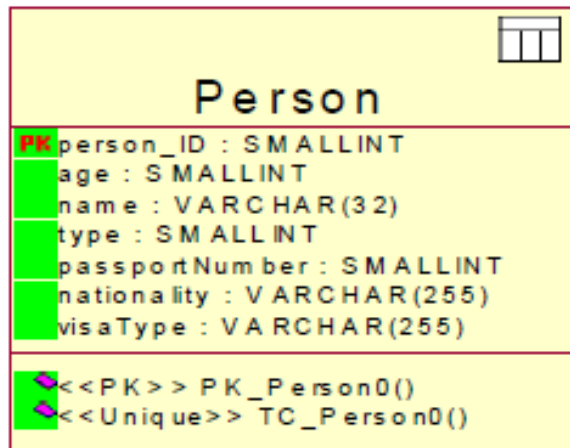 Person
PK person_ID : SMALLINT
age : SMALLINT
name : VARCHAR(32)
type : SMALLINT
passportNumber : SMALLINT
nationality : VARCHAR(255)
visaType : VARCHAR(255)
<<PK>> PK_Person0()
<<Unique>> TC_Person0()